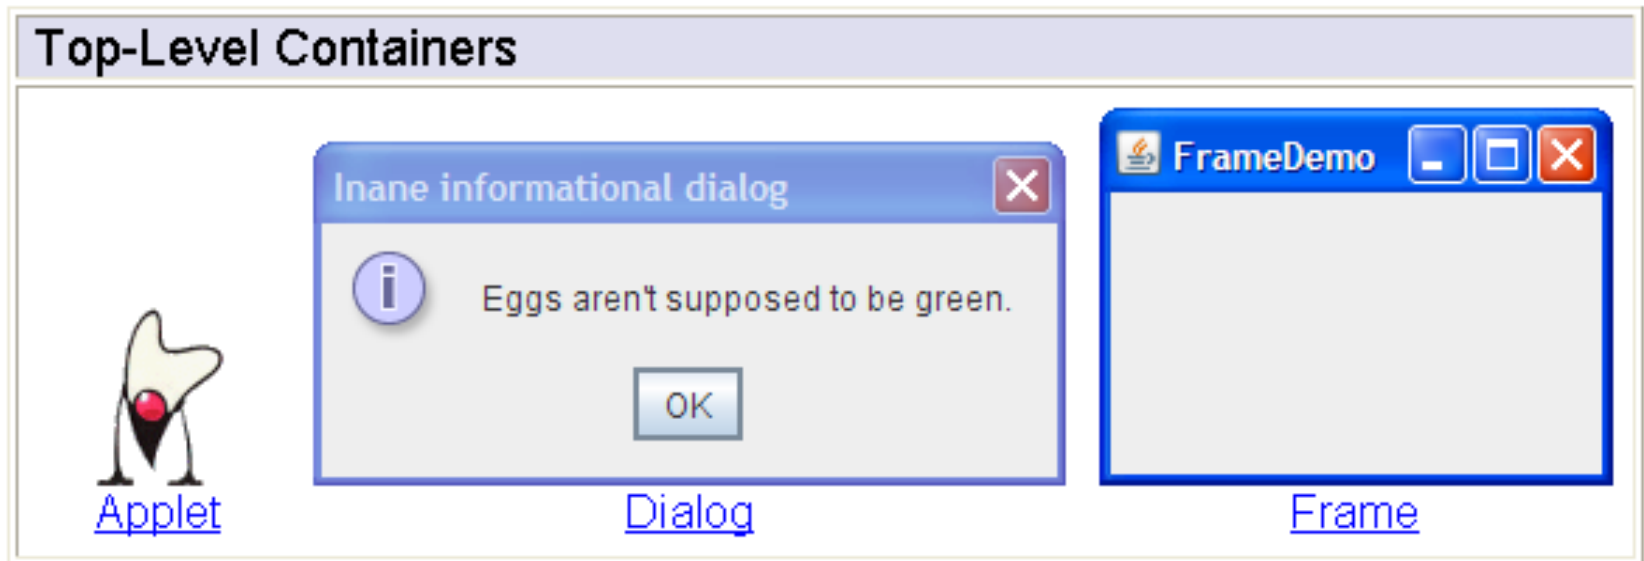 Top-Level Containers
Inane informational dialog
Eggs aren't supposed to be green.
OK
FrameDemo
Applet
Dialog
Frame